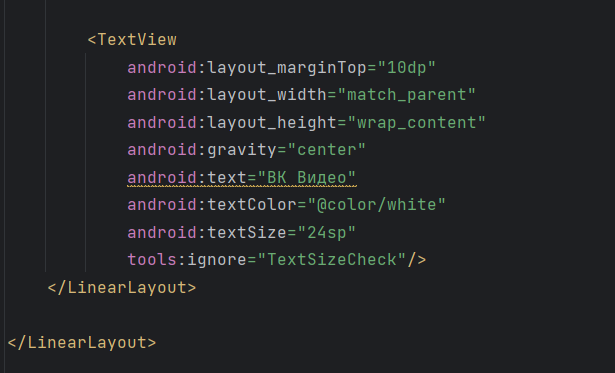 <TextView
android:layout_marginTop="10dp"
android:layout_width="match_parent"
android:layout_height="wrap_content"
android:gravity="center"
android:text="ВК Видео"
android:textColor="@color/white"
android:textSize="24sp"
tools:ignore="TextSizeCheck"/>
</LinearLayout>
</LinearLayout>